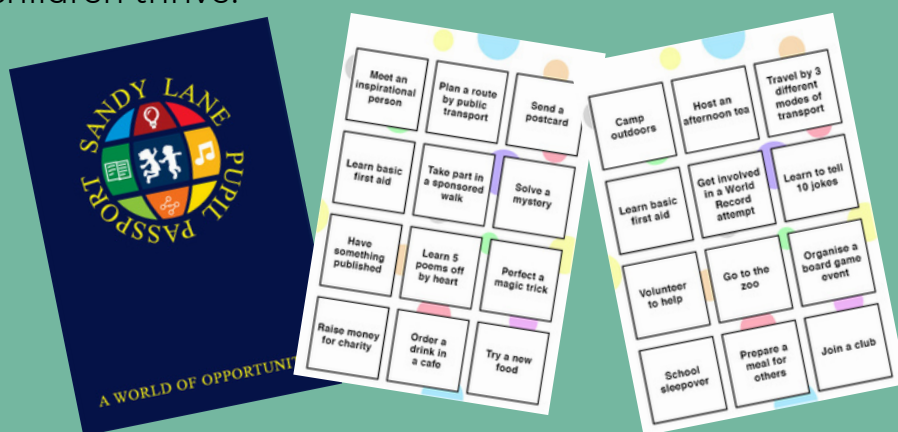 children thrive.
SANDY LANE
PUPIL PASSPORT
A WORLD OF OPPORTUNIT
Meet an
inspirational
person
Plan a route
by public
transport
Send a
postcard
Learn basic
first aid
Take part in
a sponsored
walk
Solve a
mystery
Have
something
published
Learn 5
poems off
by heart
Perfect a
magic trick
Raise money
for charity
Order a
drink in
a cafe
Try a new
food
Camp
outdoors
Host an
afternoon tea
Travel by 3
different
modes of
transport
Learn basic
first aid
Get involved
in a World
Record
attempt
Learn to tell
10 jokes
Volunteer
to help
Go to the
zoo
Organise a
board game
event
School
sleepover
Prepare a
meal for
others
Join a club